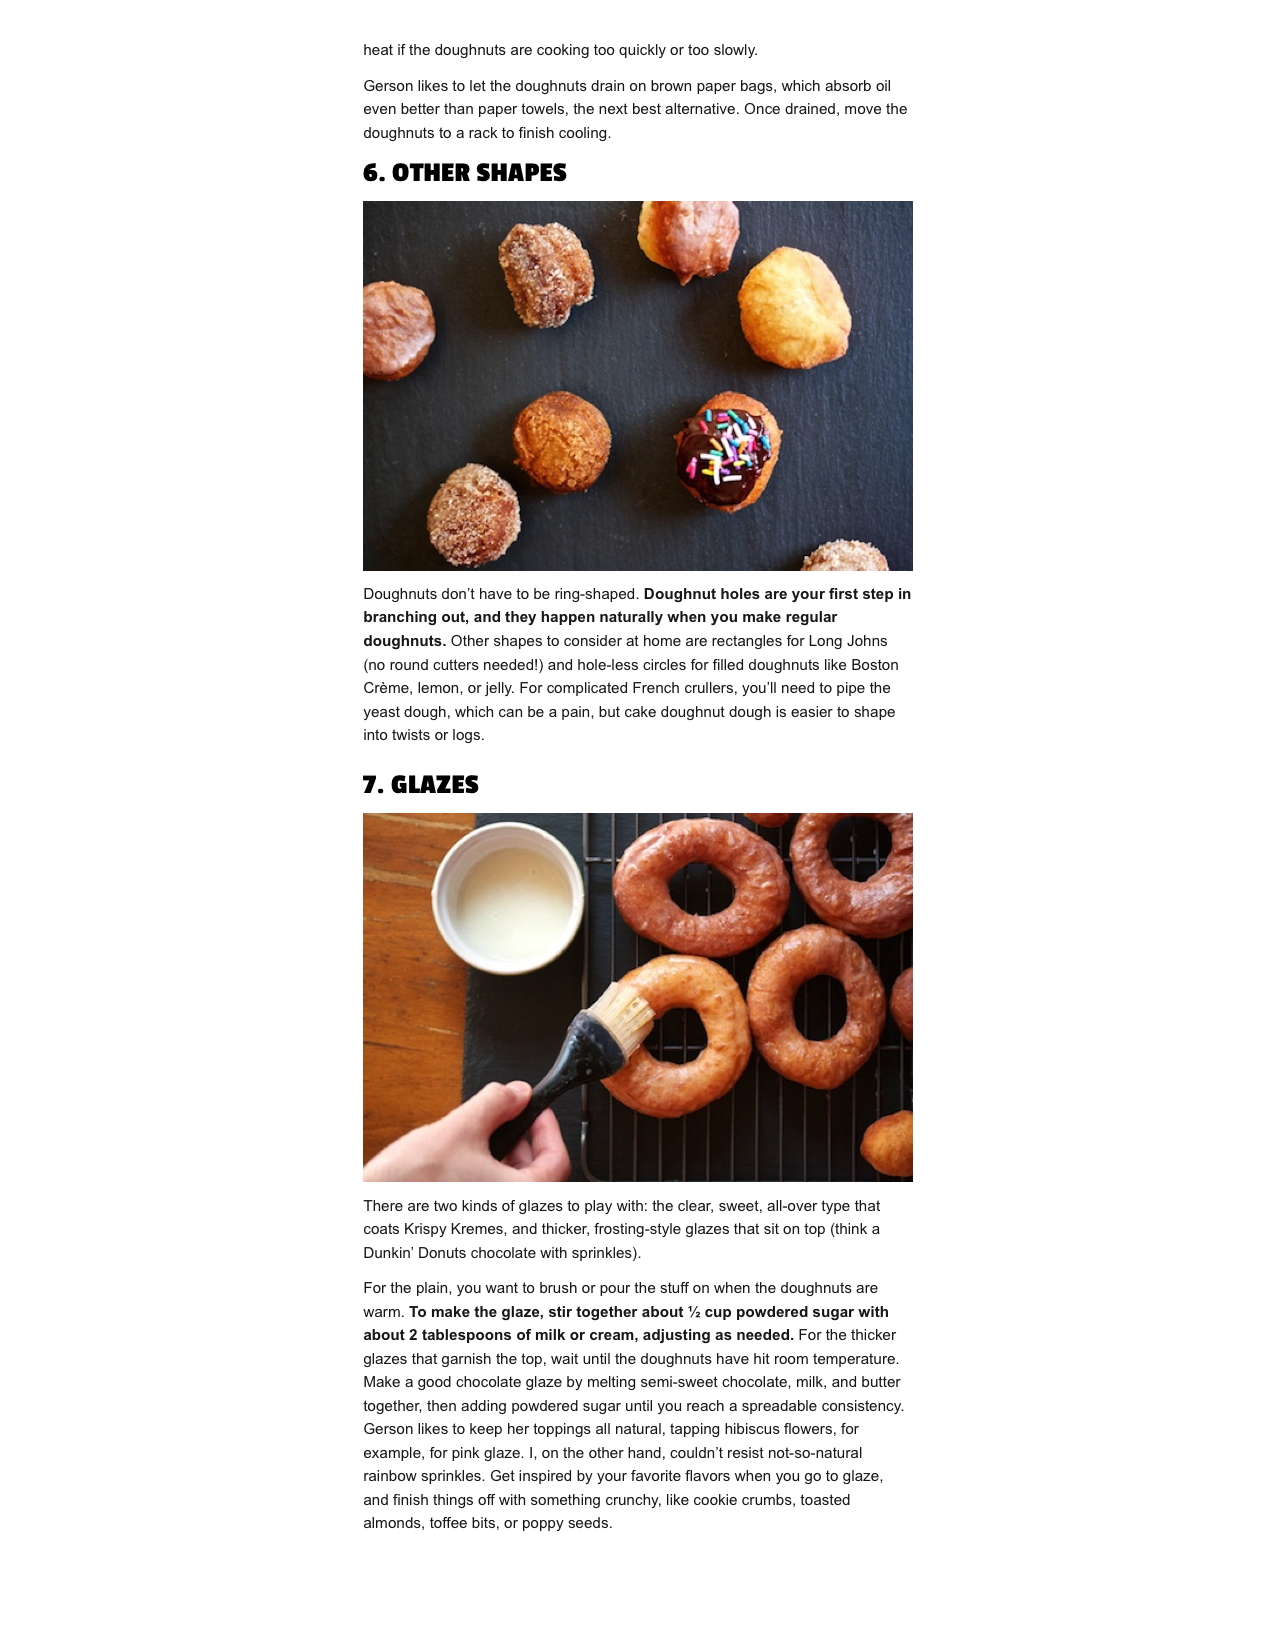 heat if the doughnuts are cooking too quickly or too slowly.
Gerson likes to let the doughnuts drain on brown paper bags, which absorb oil
even better than paper towels, the next best alternative. Once drained, move the
doughnuts to a rack to finish cooling.
6. OTHER SHAPES
Doughnuts don’t have to be ring-shaped. Doughnut holes are your first step in
branching out, and they happen naturally when you make regular
doughnuts. Other shapes to consider at home are rectangles for Long Johns
(no round cutters needed!) and hole-less circles for filled doughnuts like Boston
Crème, lemon, or jelly. For complicated French crullers, you’ll need to pipe the
yeast dough, which can be a pain, but cake doughnut dough is easier to shape
into twists or logs.
7. GLAZES
There are two kinds of glazes to play with: the clear, sweet, all-over type that
coats Krispy Kremes, and thicker, frosting-style glazes that sit on top (think a
Dunkin’ Donuts chocolate with sprinkles).
For the plain, you want to brush or pour the stuff on when the doughnuts are
warm. To make the glaze, stir together about ½ cup powdered sugar with
about 2 tablespoons of milk or cream, adjusting as needed. For the thicker
glazes that garnish the top, wait until the doughnuts have hit room temperature.
Make a good chocolate glaze by melting semi-sweet chocolate, milk, and butter
together, then adding powdered sugar until you reach a spreadable consistency.
Gerson likes to keep her toppings all natural, tapping hibiscus flowers, for
example, for pink glaze. I, on the other hand, couldn’t resist not-so-natural
rainbow sprinkles. Get inspired by your favorite flavors when you go to glaze,
and finish things off with something crunchy, like cookie crumbs, toasted
almonds, toffee bits, or poppy seeds.